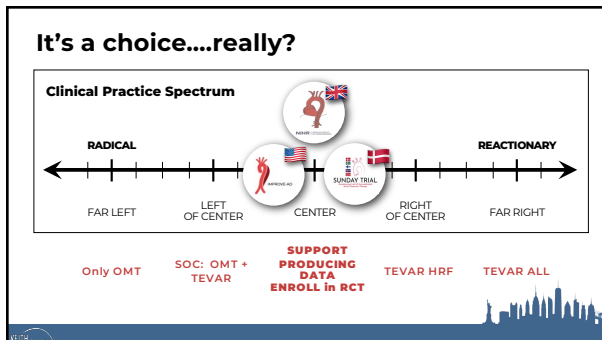 It's a choice....really?
Clinical Practice Spectrum
NIHR
RADICAL
REACTIONARY
IMPROVE-AD
SUNDAY TRIAL
FAR LEFT
LEFT
OF CENTER
CENTER
RIGHT
OF CENTER
FAR RIGHT
Only OMT
SOC: OMT +
TEVAR
SUPPORT
PRODUCING
DATA
ENROLL in RCT
TEVAR HRF
TEVAR ALL